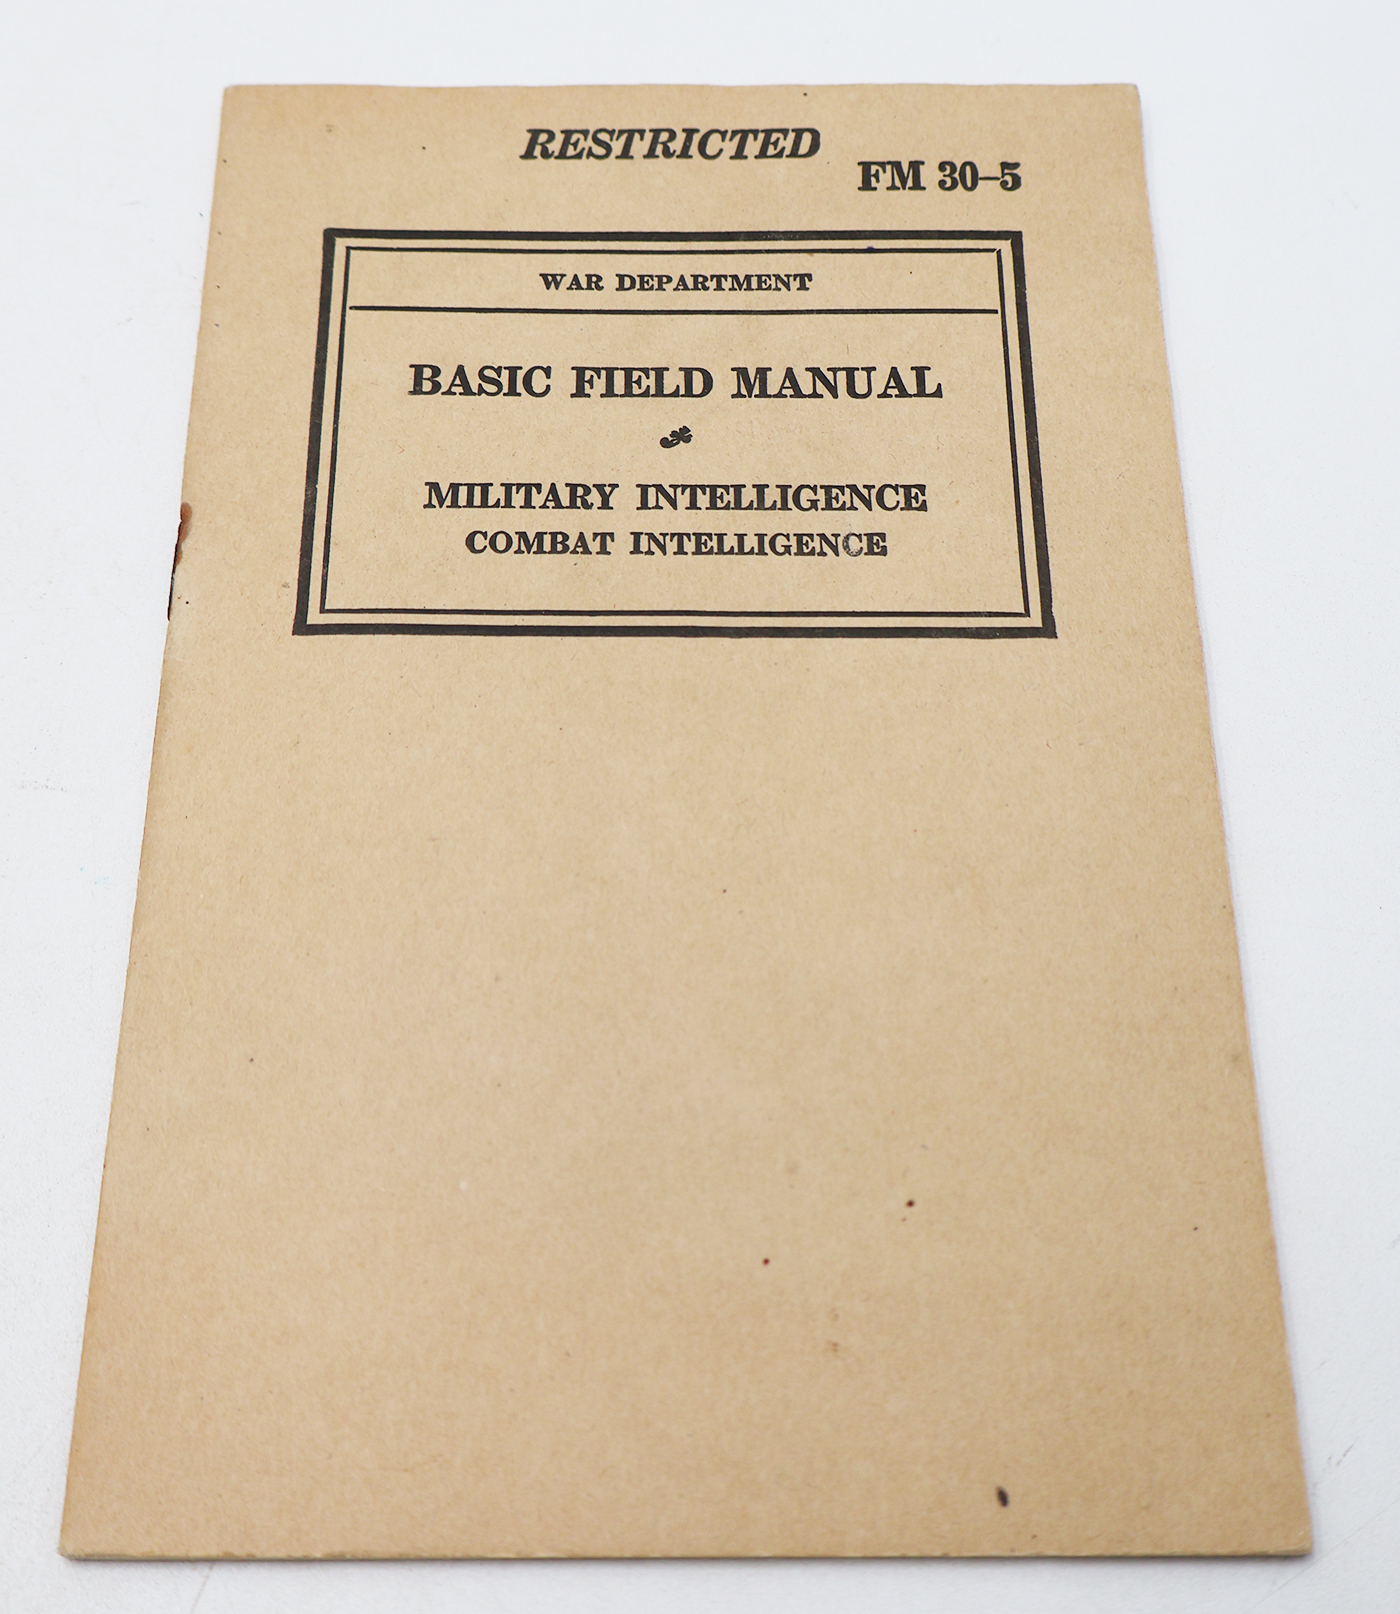 RESTRICTED
FM 30–5
WAR DEPARTMENT
BASIC FIELD MANUAL
MILITARY INTELLIGENCE
COMBAT INTELLIGENCE